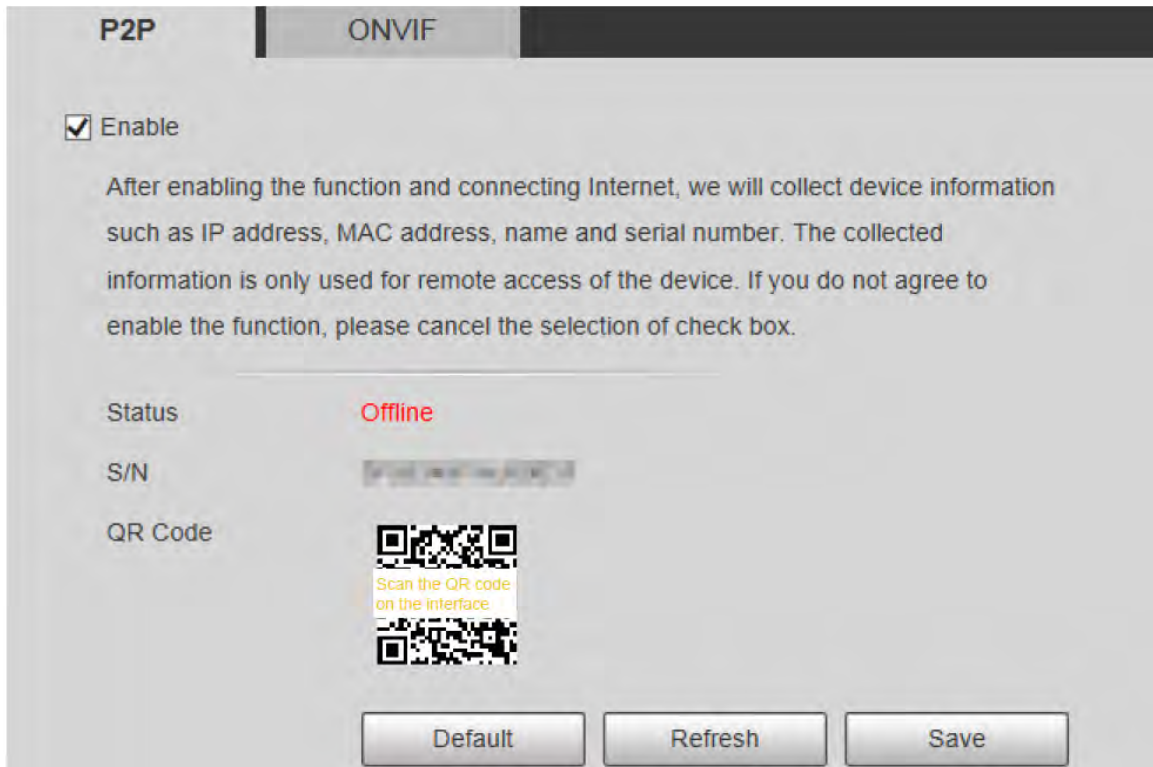 P2P ONVIF
Enable
After enabling the function and connecting Internet, we will collect device information
such as IP address, MAC address, name and serial number. The collected
information is only used for remote access of the device. If you do not agree to
enable the function, please cancel the selection of check box.
Status Offline
S/N
QR Code
Scan the QR code
on the interface
Default Refresh Save